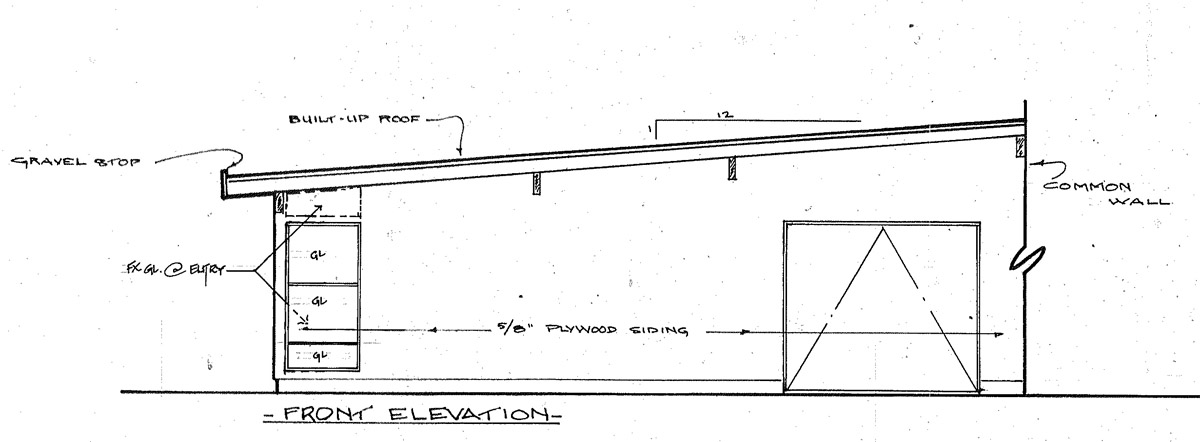 12
1
BUILT-UP ROOF
GRAVEL STOP
COMMON
WALL
GL
FX GL. @ ENTRY
GL
5/8" PLYWOOD SIDING
GL
- FRONT ELEVATION -